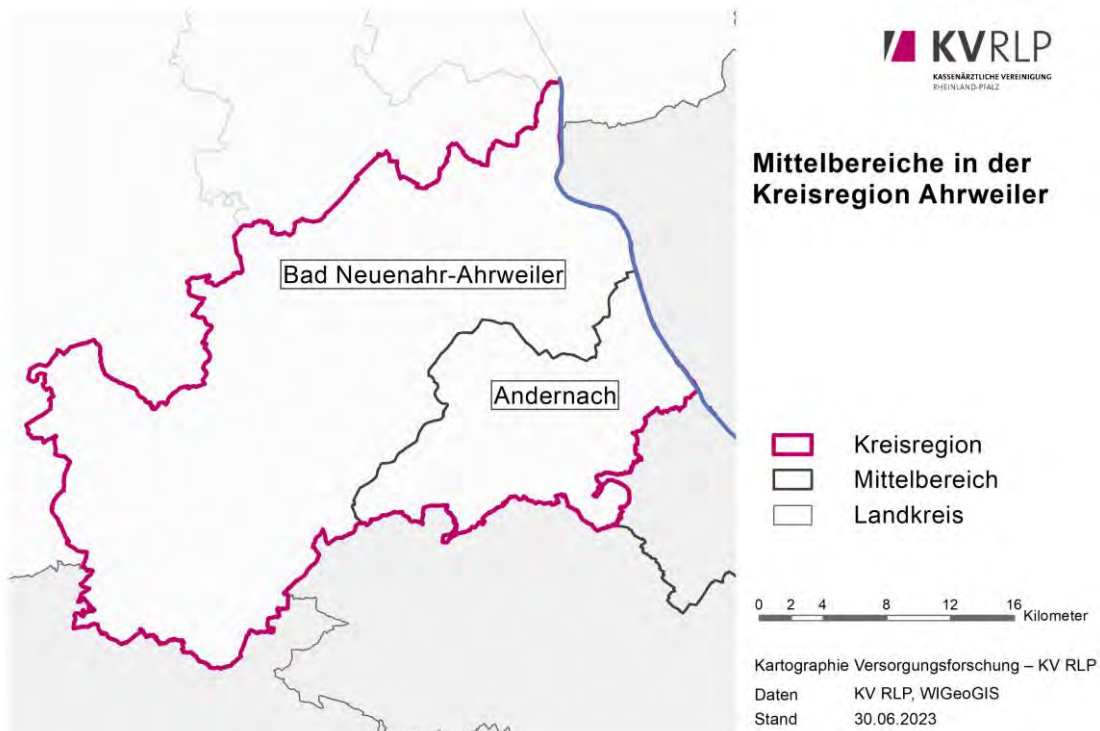 KVRLP
KASSENÄRZTLICHE VEREINIGUNG
RHEINLAND-PFALZ
Mittelbereiche in der
Kreisregion Ahrweiler
Bad Neuenahr-Ahrweiler
Andernach
Kreisregion
Mittelbereich
Landkreis
0 2 4 8 12 16
Kilometer
Kartographie Versorgungsforschung – KV RLP
Daten KV RLP, WIGeoGIS
Stand 30.06.2023